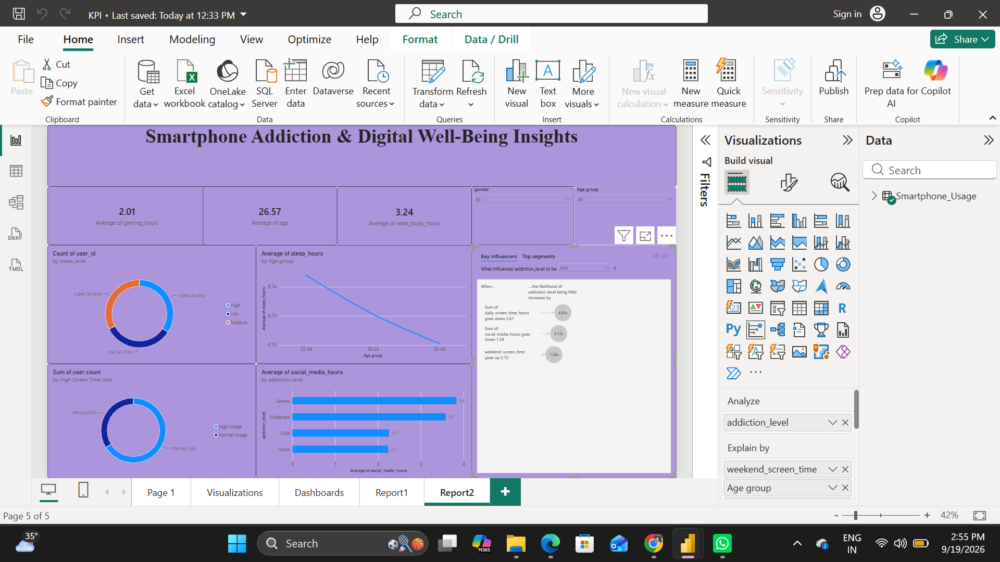 KPI • Last saved: Today at 12:33 PM
Search
Sign in
File
Home
Insert
Modeling
View
Optimize
Help
Format
Data / Drill
Share
Paste
Cut
Copy
Format painter
Clipboard
Get data
Excel workbook
OneLake catalog
SQL Server
Enter data
Dataverse
Recent sources
Data
Transform data
Refresh
Queries
New visual
Text box
More visuals
Insert
New visual calculation
New measure
Quick measure
Calculations
Sensitivity
Sensitivity
Publish
Share
Prep data for AI
Copilot
Copilot
DAX
TMDL
Smartphone Addiction & Digital Well-Being Insights
2.01
Average of gaming_hours
26.57
Average of age
3.24
Average of work_study_hours
gender
All
Age group
All
Count of user_id
by stress_level
2.44K (32.49%)
2.56K (34.13%)
2.5K (33.37%)
High
Low
Medium
Average of sleep_hours
by Age group
Average of sleep_hours
6.74
6.73
6.72
25-34
18-24
35-44
Age group
Key influencers
Top segments
What influences addiction_level to be
Mild
?
When...
....the likelihood of
addiction_level being Mild
increases by
Sum of
daily_screen_time_hours
goes down 2.61
4.81x
Sum of
social_media_hours goes
down 1.59
3.12x
weekend_screen_time
goes up 2.72
1.24x
Sum of user count
by High Screen Time User
19M (33.87%)
37M (66.13%)
High Usage
Normal Usage
Average of social_media_hours
by addiction_level
addiction_level
Severe
3.8
Moderate
3.6
Mild
2.3
None
2.2
0
1
2
3
4
Average of social_media_hours
Filters
Visualizations
Build visual
123
R
Py
Analyze
addiction_level
Explain by
weekend_screen_time
Age group
Data
Search
Smartphone_Usage
Page 1
Visualizations
Dashboards
Report1
Report2
+
Page 5 of 5
-
+
42%
35°
Search
M365
ENG
IN
2:55 PM
9/19/2026